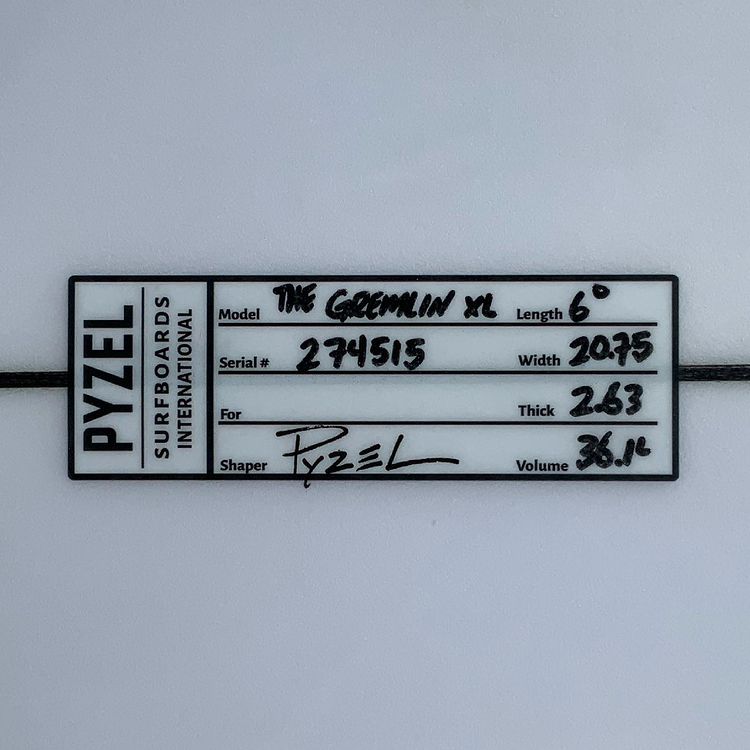 PYZEL
SURFBOARDS
INTERNATIONAL
Model THE GREMLIN XL Length 6°
Serial # 274515 Width 20.75
For Thick 2.63
Shaper PYZEL Volume 36.1L